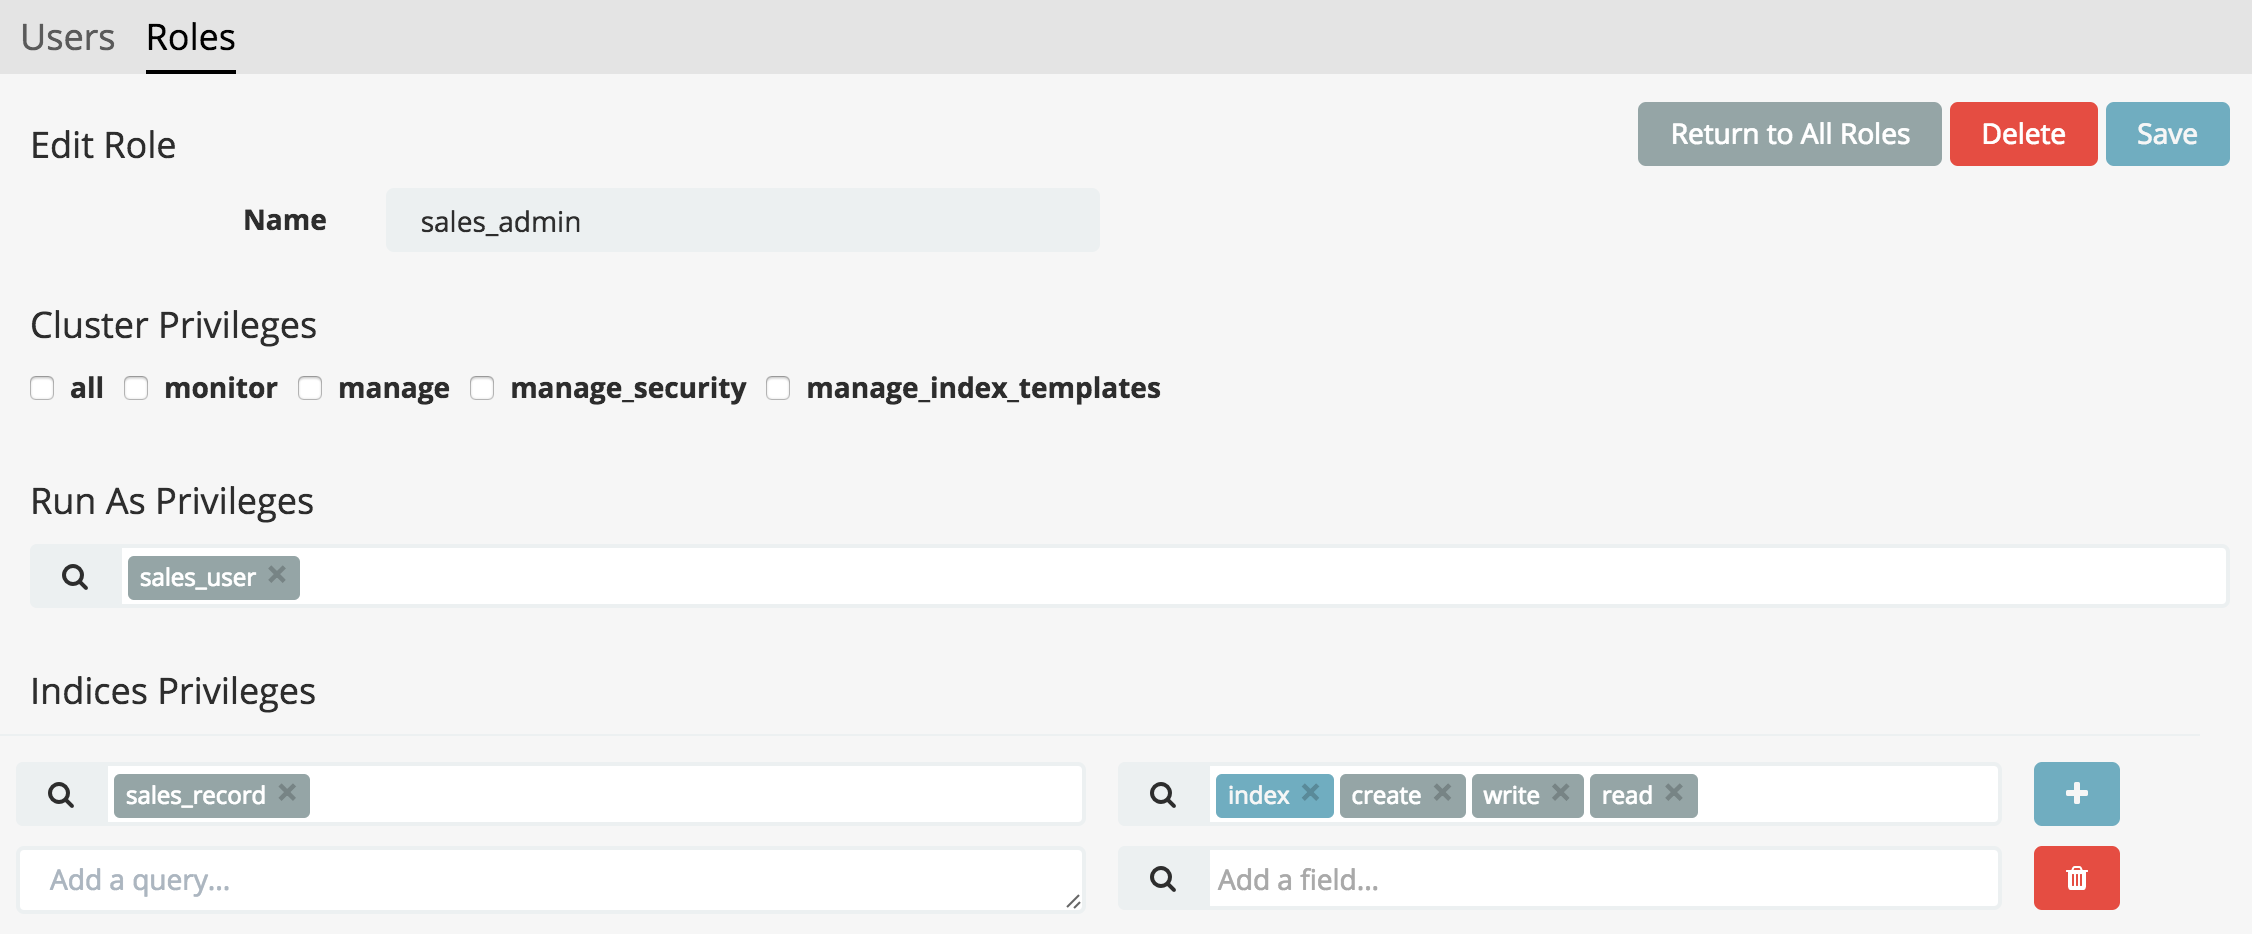 Users Roles
Edit Role
Return to All Roles Delete Save
Name sales_admin
Cluster Privileges
all monitor manage manage_security manage_index_templates
Run As Privileges
sales_user
Indices Privileges
sales_record index create write read
Add a query... Add a field...